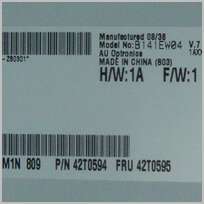 Manufactured 08/38
Model No:B141EW04 V.7
AU Optronics
MADE IN CHINA (S03)
H/W:1A F/W:1
M1N 809 P/N 42T0594 FRU 42T0595